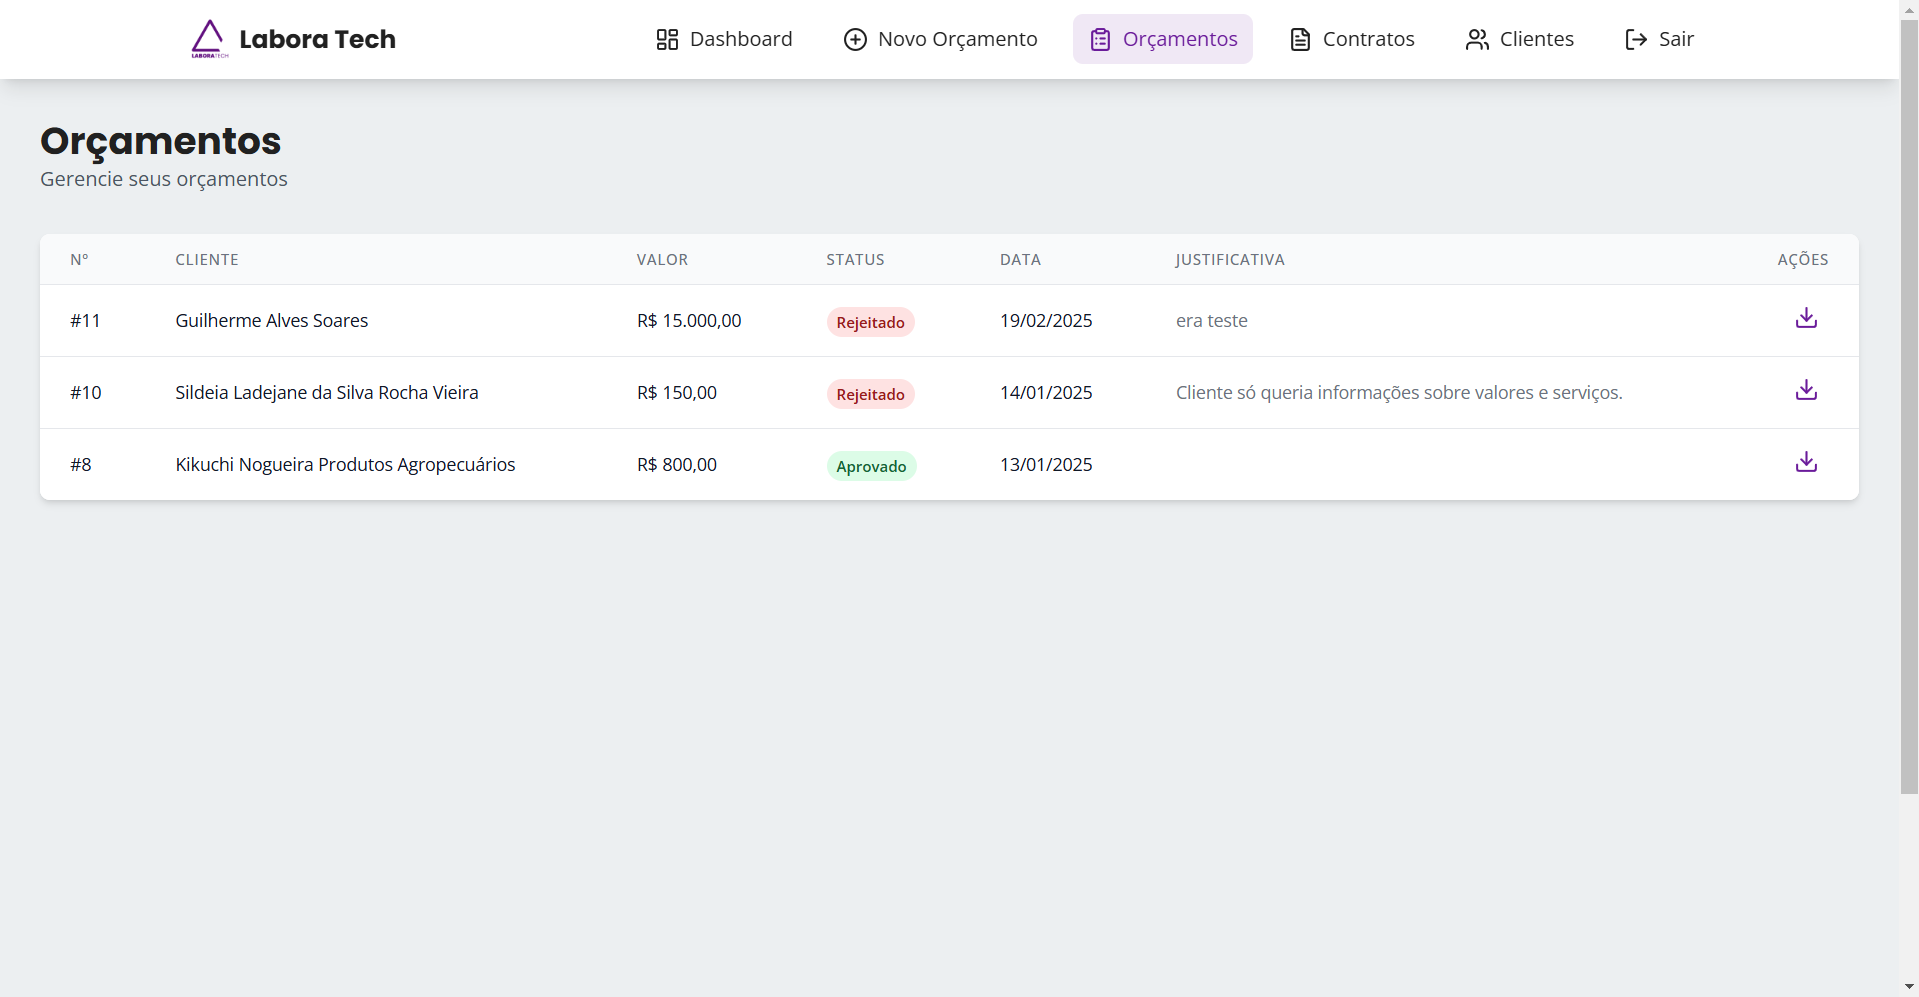 LABORATECH
Labora Tech
Dashboard
Novo Orçamento
Orçamentos
Contratos
Clientes
Sair
Orçamentos
Gerencie seus orçamentos
Nº CLIENTE VALOR STATUS DATA JUSTIFICATIVA AÇÕES
#11 Guilherme Alves Soares R$ 15.000,00 Rejeitado 19/02/2025 era teste
#10 Sildeia Ladejane da Silva Rocha Vieira R$ 150,00 Rejeitado 14/01/2025 Cliente só queria informações sobre valores e serviços.
#8 Kikuchi Nogueira Produtos Agropecuários R$ 800,00 Aprovado 13/01/2025